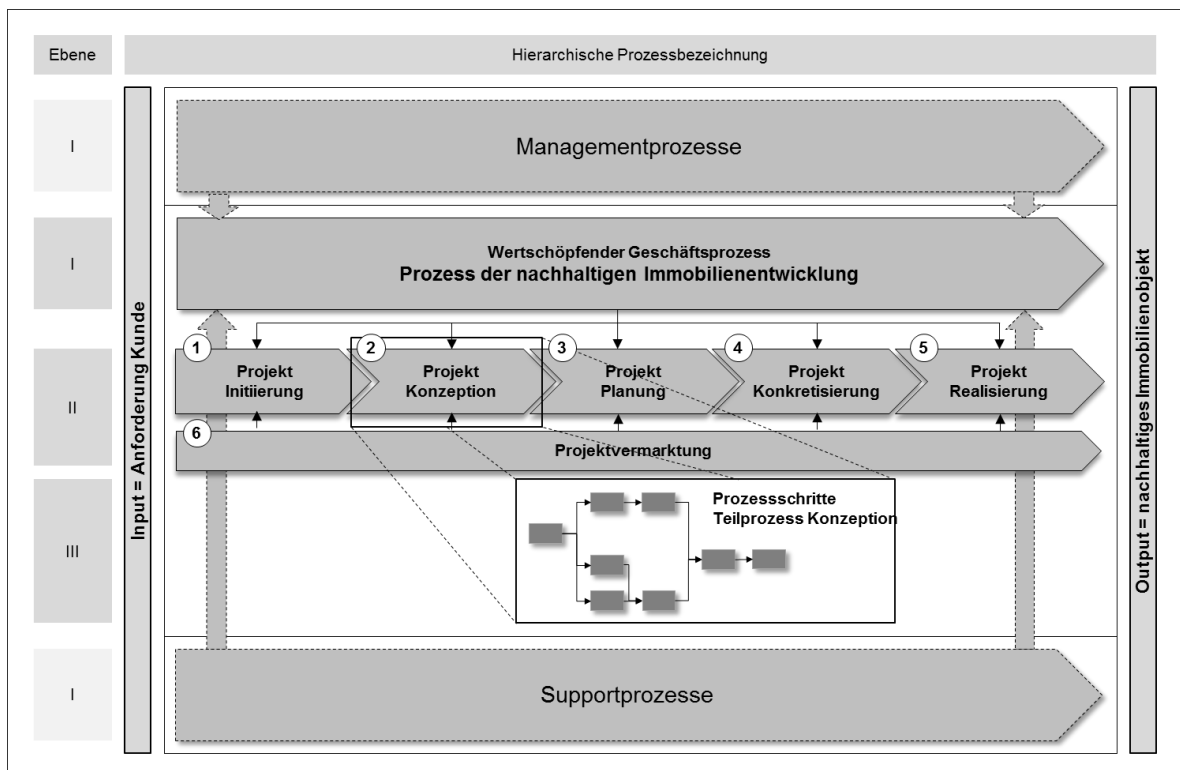 Ebene
Hierarchische Prozessbezeichnung
I
Managementprozesse
I
Wertschöpfender Geschäftsprozess
Prozess der nachhaltigen Immobilienentwicklung
Input = Anforderung Kunde
Output = nachhaltiges Immobilienobjekt
II
1
Projekt
Initiierung
2
Projekt
Konzeption
3
Projekt
Planung
4
Projekt
Konkretisierung
5
Projekt
Realisierung
6
Projektvermarktung
III
Prozessschritte
Teilprozess Konzeption
I
Supportprozesse